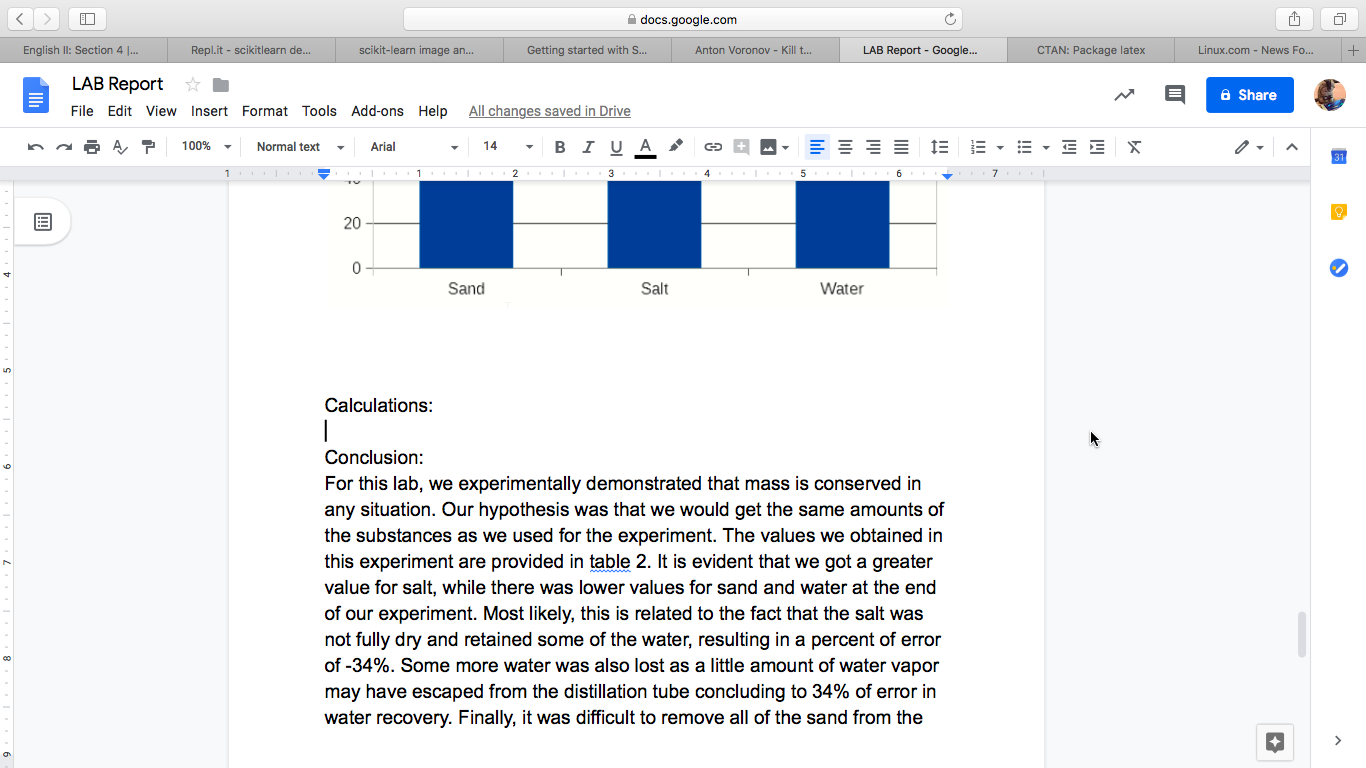 docs.google.com
English II: Section 4 |...
Repl.it - scikitlearn de...
scikit-learn image an...
Getting started with S...
Anton Voronov - Kill t...
LAB Report - Google...
CTAN: Package latex
Linux.com - News Fo...
LAB Report
File Edit View Insert Format Tools Add-ons Help All changes saved in Drive
Share
100% Normal text Arial 14 B I U A
31
1 1 2 3 4 5 6 7
20
0
Sand Salt Water
4
5
6
7
8
9
Calculations:
Conclusion:
For this lab, we experimentally demonstrated that mass is conserved in
any situation. Our hypothesis was that we would get the same amounts of
the substances as we used for the experiment. The values we obtained in
this experiment are provided in table 2. It is evident that we got a greater
value for salt, while there was lower values for sand and water at the end
of our experiment. Most likely, this is related to the fact that the salt was
not fully dry and retained some of the water, resulting in a percent of error
of -34%. Some more water was also lost as a little amount of water vapor
may have escaped from the distillation tube concluding to 34% of error in
water recovery. Finally, it was difficult to remove all of the sand from the